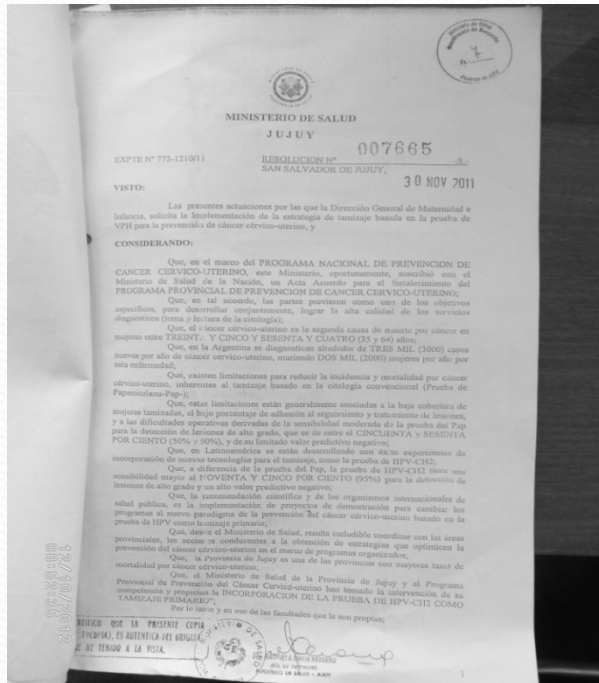 7
MINISTERIO DE SALUD
JUJUY
EXPTE Nº 773-1210/11
RESOLUCION Nº 007665 -S.-
SAN SALVADOR DE JUJUY,
30 NOV 2011
VISTO:
Las presentes actuaciones por las que la Dirección General de Maternidad e
Infancia, solicita la Implementación de la estrategia de tamizaje basada en la prueba de
VPH para la prevención de cáncer cérvico-uterino, y
CONSIDERANDO:
Que, en el marco del PROGRAMA NACIONAL DE PREVENCION DE
CANCER CERVICO-UTERINO, este Ministerio, oportunamente, suscribió con el
Ministerio de Salud de la Nación, un Acta Acuerdo para el fortalecimiento del
PROGRAMA PROVINCIAL DE PREVENCION DE CANCER CERVICO-UTERINO;
Que, en tal acuerdo, las partes previeron como uno de los objetivos
específicos, para desarrollar conjuntamente, lograr la alta calidad de los servicios
diagnósticos (toma y lectura de la citología);
Que, el cáncer cérvico-uterino es la segunda causa de muerte por cáncer en
mujeres entre TREINTA Y CINCO Y SESENTA Y CUATRO (35 y 64) años;
Que, en la Argentina se diagnostican alrededor de TRES MIL (3000) casos
nuevos por año de cáncer cérvico-uterino, muriendo DOS MIL (2000) mujeres por año por
esta enfermedad;
Que, existen limitaciones para reducir la incidencia y mortalidad por cáncer
cérvico-uterino, inherentes al tamizaje basado en la citología convencional (Prueba de
Papanicolacu-Pap-);
Que, estas limitaciones están generalmente asociadas a la baja cobertura de
mujeres tamizadas, el bajo porcentaje de adhesión al seguimiento y tratamiento de lesiones,
y a las dificultades operativas derivadas de la sensibilidad moderada de la prueba del Pap
para la detección de lesiones de alto grado, que es de entre el CINCUENTA y SESENTA
POR CIENTO (50% y 60%), y de su limitado valor predictivo negativo;
Que, en Latinoamérica se están desarrollando con éxito experiencias de
incorporación de nuevas tecnologías para el tamizaje, como la prueba de HPV-CH2;
Que, a diferencia de la prueba del Pap, la prueba de HPV-CH2 tiene una
sensibilidad mayor al NOVENTA Y CINCO POR CIENTO (95%) para la detección de
lesiones de alto grado y un alto valor predictivo negativo;
Que, la recomendación científica y de los organismos internacionales de
salud pública, es la implementación de proyectos de demostración para cambiar los
programas al nuevo paradigma de la prevención del cáncer cérvico-uterino basado en la
prueba de HPV como tamizaje primario;
Que, desde el Ministerio de Salud, resulta ineludible coordinar con las áreas
provinciales, las acciones conducentes a la obtención de estrategias que optimicen la
prevención del cáncer cérvico-uterino en el marco de programas organizados;
Que, la Provincia de Jujuy es una de las provincias con mayores tasas de
mortalidad por cáncer cérvico-uterino;
Que, el Ministerio de Salud de la Provincia de Jujuy y el Programa
Provincial de Prevención del Cáncer Cérvico-uterino han tomado la intervención de su
competencia y propician la INCORPORACION DE LA PRUEBA DE HPV-CH2 COMO
"TAMIZAJE PRIMARIO";
Por lo tanto y en uso de las facultades que le son propias;
QUE LA PRESENTE COPIA
ES AUTENTICA DEL ORIGINAL
HE TENIDO A LA VISTA.
JEFE DE DESPACHO
MINISTERIO DE SALUD - JUJUY
1
12/10/2012